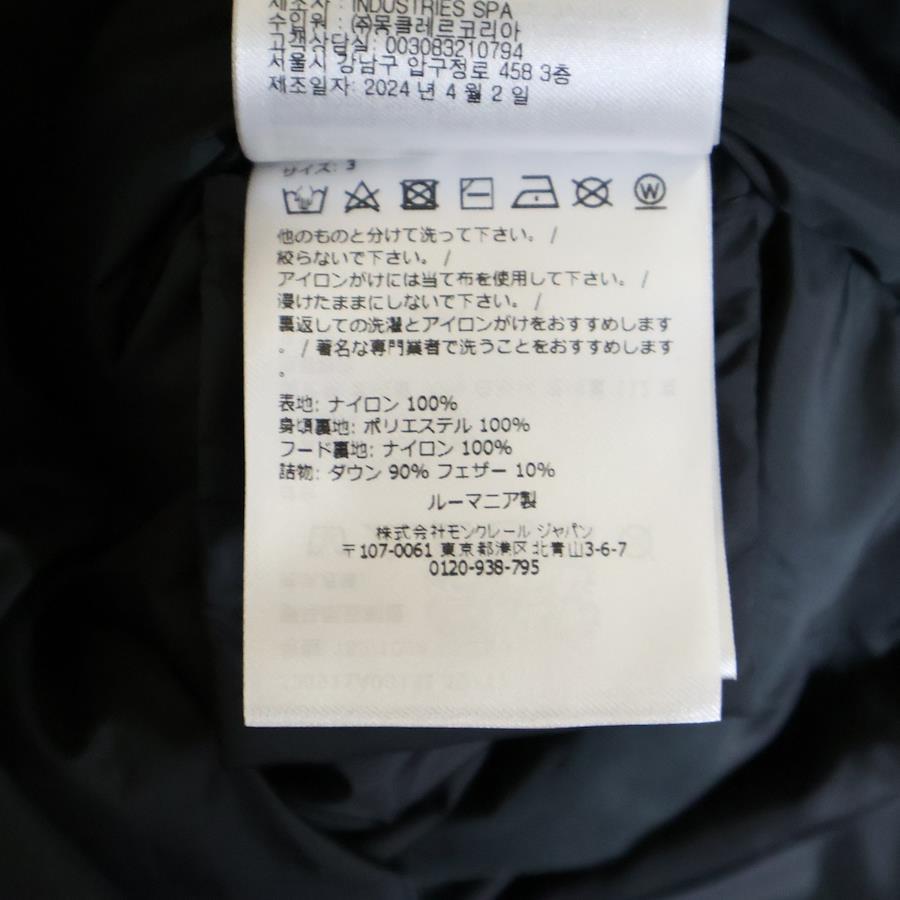 제조자 : INDUSTRIES SPA
수입원 : ㈜몽클레르코리아
고객상담실: 003083210794
서울시 강남구 압구정로 458 3층
제조일자: 2024 년 4 월 2 일
サイズ: 3
W
他のものと分けて洗って下さい。 /
絞らないで下さい。 /
アイロンがけには当て布を使用して下さい。 /
浸けたままにしないで下さい。 /
裏返しての洗濯とアイロンがけをおすすめします
。 / 著名な専門業者で洗うことをおすすめします
。
表地: ナイロン 100%
身頃裏地: ポリエステル 100%
フード裏地: ナイロン 100%
詰物: ダウン 90% フェザー 10%
ルーマニア製
株式会社モンクレール ジャパン
〒107-0061 東京都港区北青山3-6-7
0120-938-795